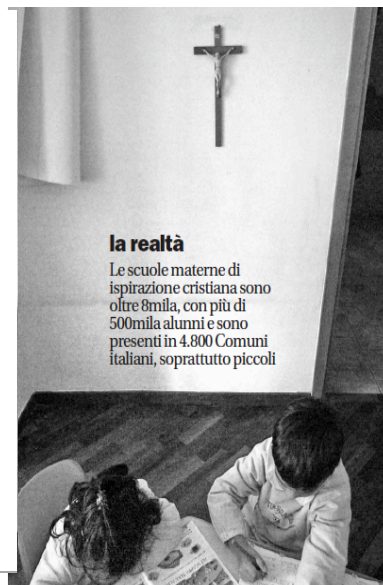 la realtà
Le scuole materne di
ispirazione cristiana sono
oltre 8mila, con più di
500mila alunni e sono
presenti in 4.800 Comuni
italiani, soprattutto piccoli